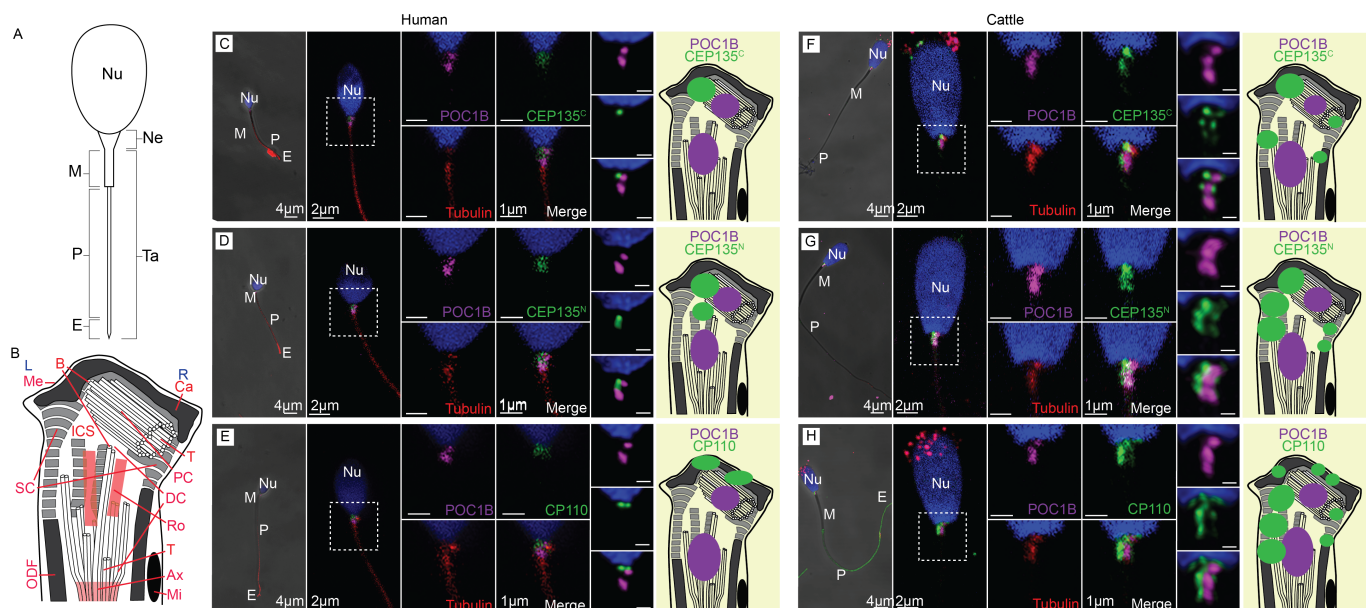 Human
Cattle
A
Nu
Ne
M
P
Ta
E
B
L
R
B
Me
Ca
ICS
T
SC
PC
DC
Ro
T
ODF
Ax
Mi
C
Nu
M
P
E
4µm
Nu
2µm
POC1B
CEP135ᶜ
Tubulin
1µm
Merge
POC1B
CEP135ᶜ
D
Nu
M
P
E
4µm
Nu
2µm
POC1B
CEP135ᴺ
Tubulin
1µm
Merge
POC1B
CEP135ᴺ
E
Nu
M
P
E
4µm
Nu
2µm
POC1B
CP110
Tubulin
1µm
Merge
POC1B
CP110
F
Nu
M
P
4µm
Nu
2µm
POC1B
CEP135ᶜ
Tubulin
1µm
Merge
POC1B
CEP135ᶜ
G
Nu
M
P
4µm
Nu
2µm
POC1B
CEP135ᴺ
Tubulin
1µm
Merge
POC1B
CEP135ᴺ
H
Nu
M
E
P
4µm
Nu
2µm
POC1B
CP110
Tubulin
1µm
Merge
POC1B
CP110